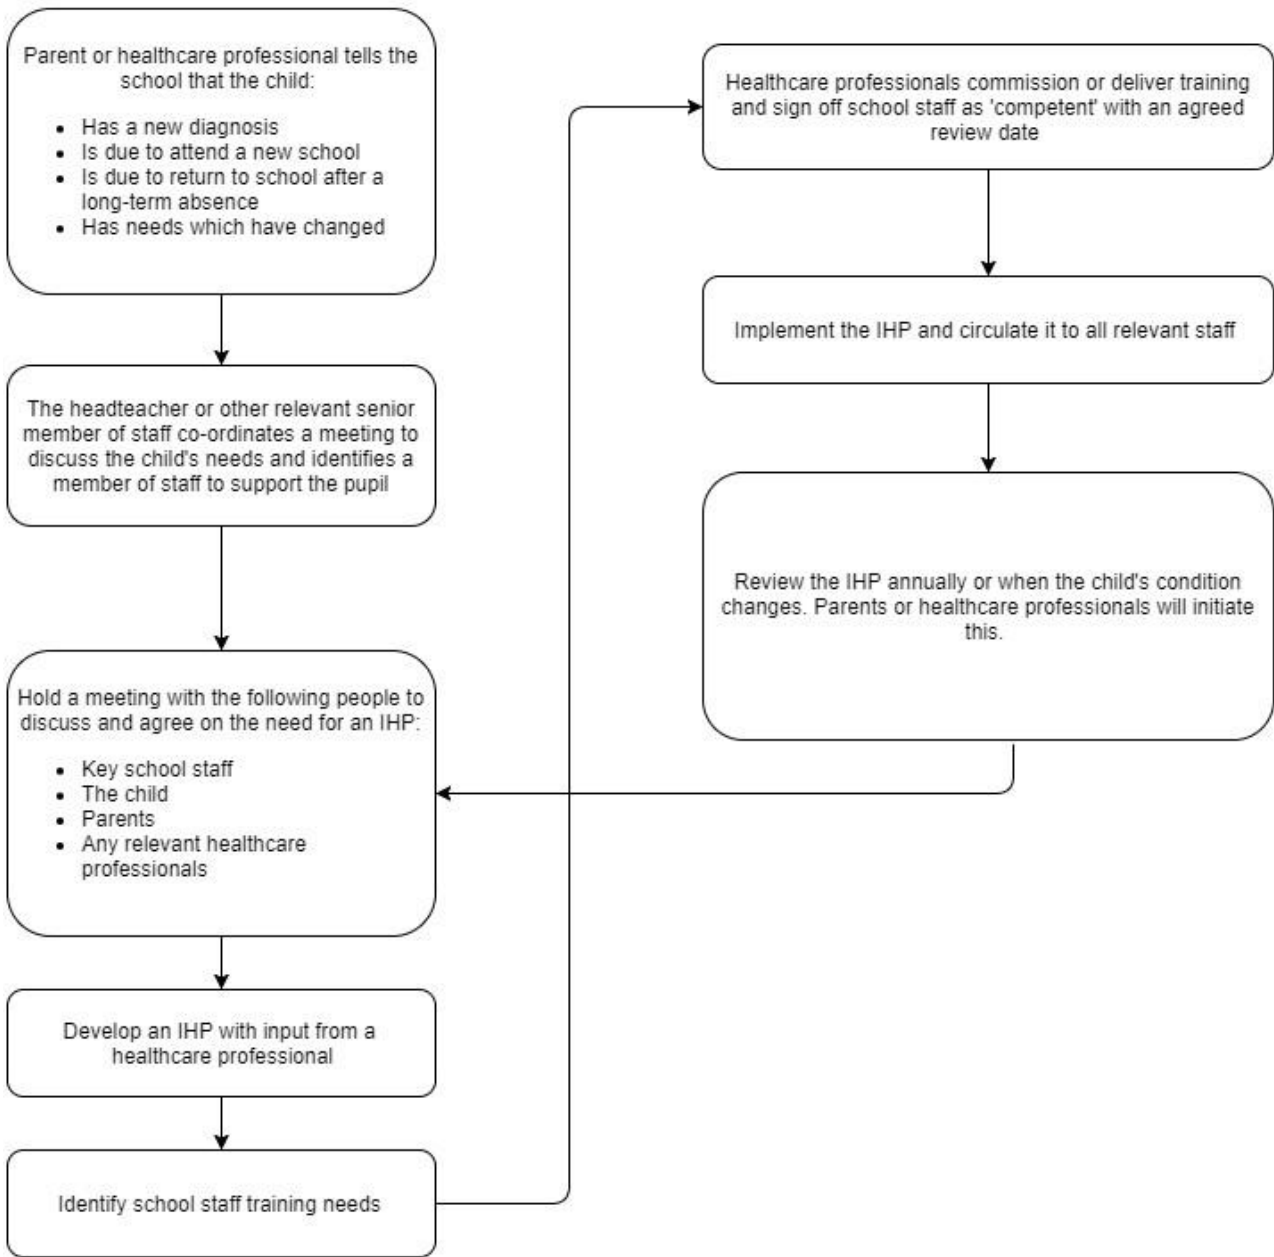 Parent or healthcare professional tells the
school that the child:
• Has a new diagnosis
• Is due to attend a new school
• Is due to return to school after a
long-term absence
• Has needs which have changed
The headteacher or other relevant senior
member of staff co-ordinates a meeting to
discuss the child's needs and identifies a
member of staff to support the pupil
Hold a meeting with the following people to
discuss and agree on the need for an IHP:
• Key school staff
• The child
• Parents
• Any relevant healthcare
professionals
Develop an IHP with input from a
healthcare professional
Identify school staff training needs
Healthcare professionals commission or deliver training
and sign off school staff as 'competent' with an agreed
review date
Implement the IHP and circulate it to all relevant staff
Review the IHP annually or when the child's condition
changes. Parents or healthcare professionals will initiate
this.